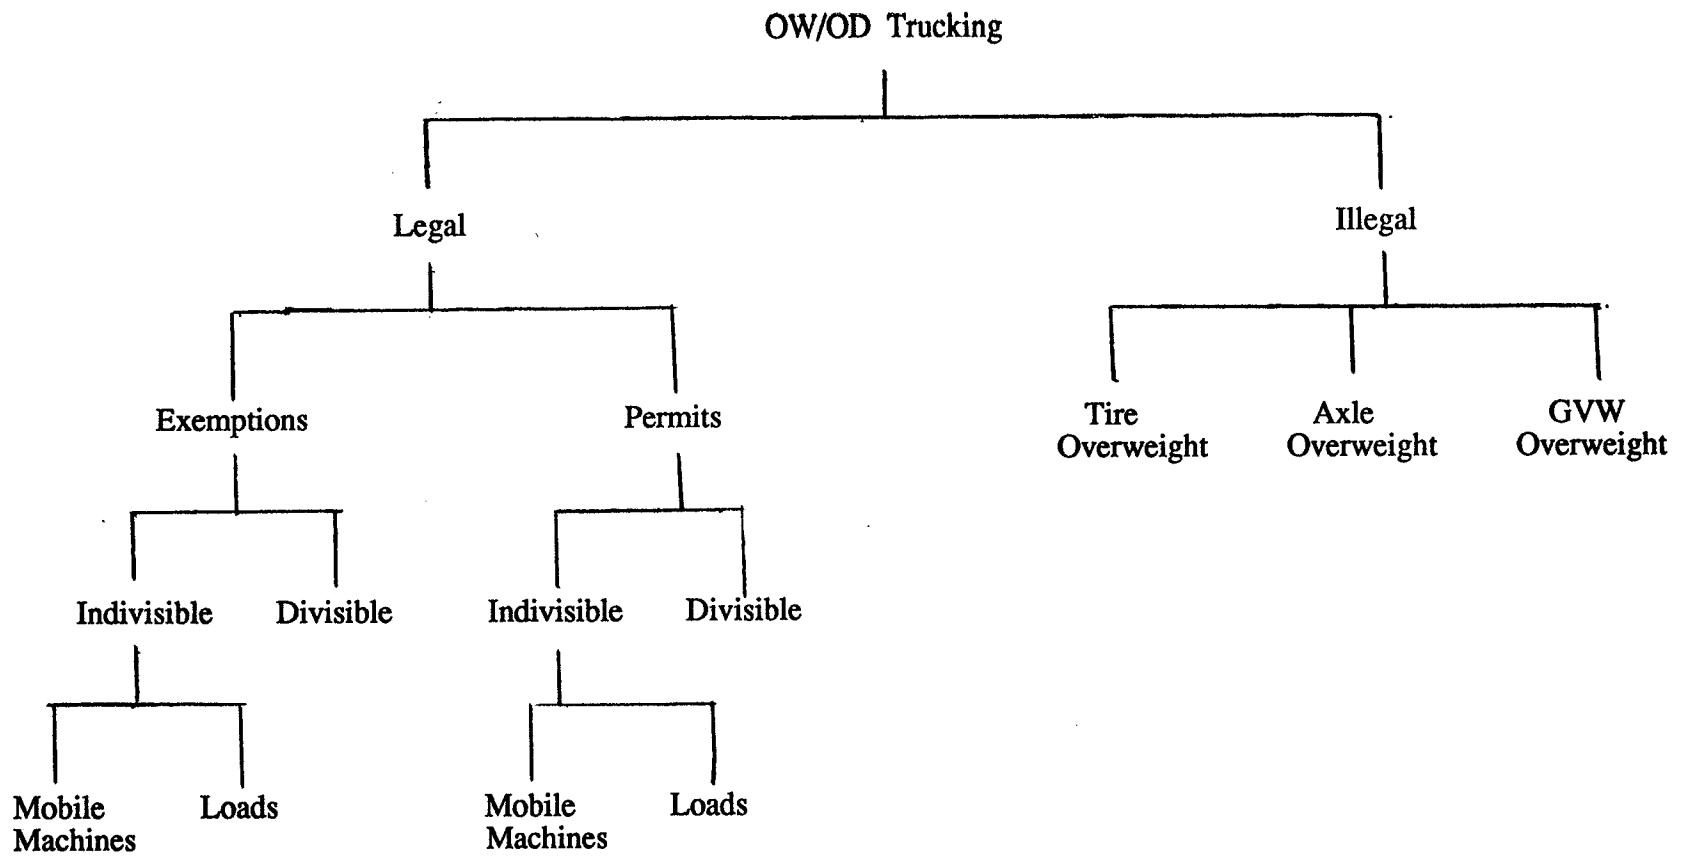 OW/OD Trucking
Legal
Illegal
Exemptions
Permits
Tire
Overweight
Axle
Overweight
GVW
Overweight
Indivisible
Divisible
Indivisible
Divisible
Mobile
Machines
Loads
Mobile
Machines
Loads